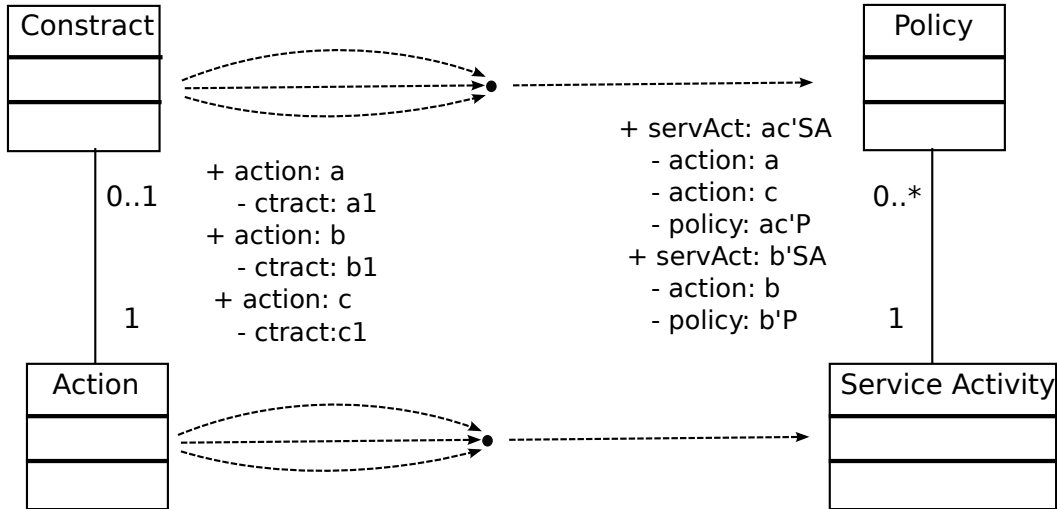 Constract
Policy
+ servAct: ac'SA
- action: a
- action: c
- policy: ac'P
+ servAct: b'SA
- action: b
- policy: b'P
+ action: a
- ctract: a1
+ action: b
- ctract: b1
+ action: c
- ctract:c1
0..1
0..*
1
1
Action
Service Activity